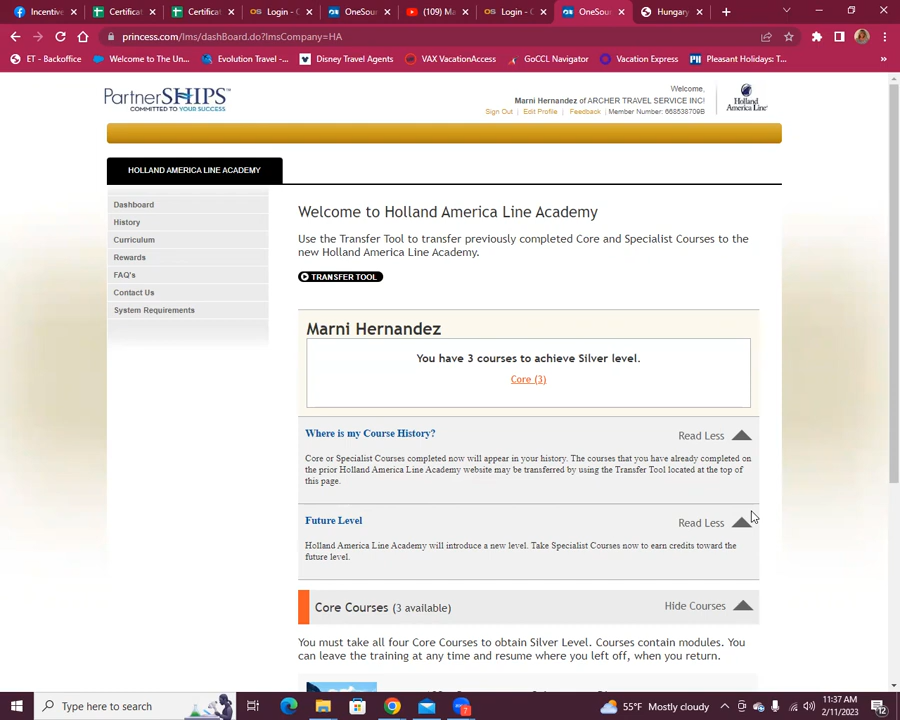 Incentive
Certificat
Certificat
Login - C
OneSour
(109) Ma
Login - C
OneSour
Hungary
princess.com/lms/dashBoard.do?lmsCompany=HA
ET - Backoffice
Welcome to The Un...
Evolution Travel -...
Disney Travel Agents
VAX VacationAccess
GoCCL Navigator
Vacation Express
Pleasant Holidays: T...
PartnerSHIPS
COMMITTED TO YOUR SUCCESS
Welcome,
Marni Hernandez of ARCHER TRAVEL SERVICE INC!
Sign Out | Edit Profile | Feedback | Member Number: 668538709B
Holland
America Line
HOLLAND AMERICA LINE ACADEMY
Dashboard
History
Curriculum
Rewards
FAQ's
Contact Us
System Requirements
Welcome to Holland America Line Academy
Use the Transfer Tool to transfer previously completed Core and Specialist Courses to the
new Holland America Line Academy.
TRANSFER TOOL
Marni Hernandez
You have 3 courses to achieve Silver level.
Core (3)
Where is my Course History?
Read Less
Core or Specialist Courses completed now will appear in your history. The courses that you have already completed on
the prior Holland America Line Academy website may be transferred by using the Transfer Tool located at the top of
this page.
Future Level
Read Less
Holland America Line Academy will introduce a new level. Take Specialist Courses now to earn credits toward the
future level.
Core Courses (3 available)
Hide Courses
You must take all four Core Courses to obtain Silver Level. Courses contain modules. You
can leave the training at any time and resume where you left off, when you return.
Type here to search
55°F Mostly cloudy
11:37 AM
2/11/2023
12